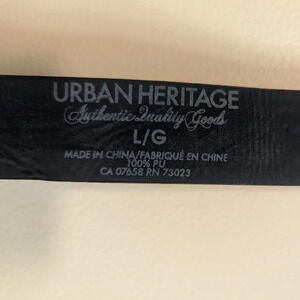 URBAN HERITAGE
Authentic Quality Goods
L/G
MADE IN CHINA/FABRIQUÉ EN CHINE
100% PU
CA 07658 RN 73023